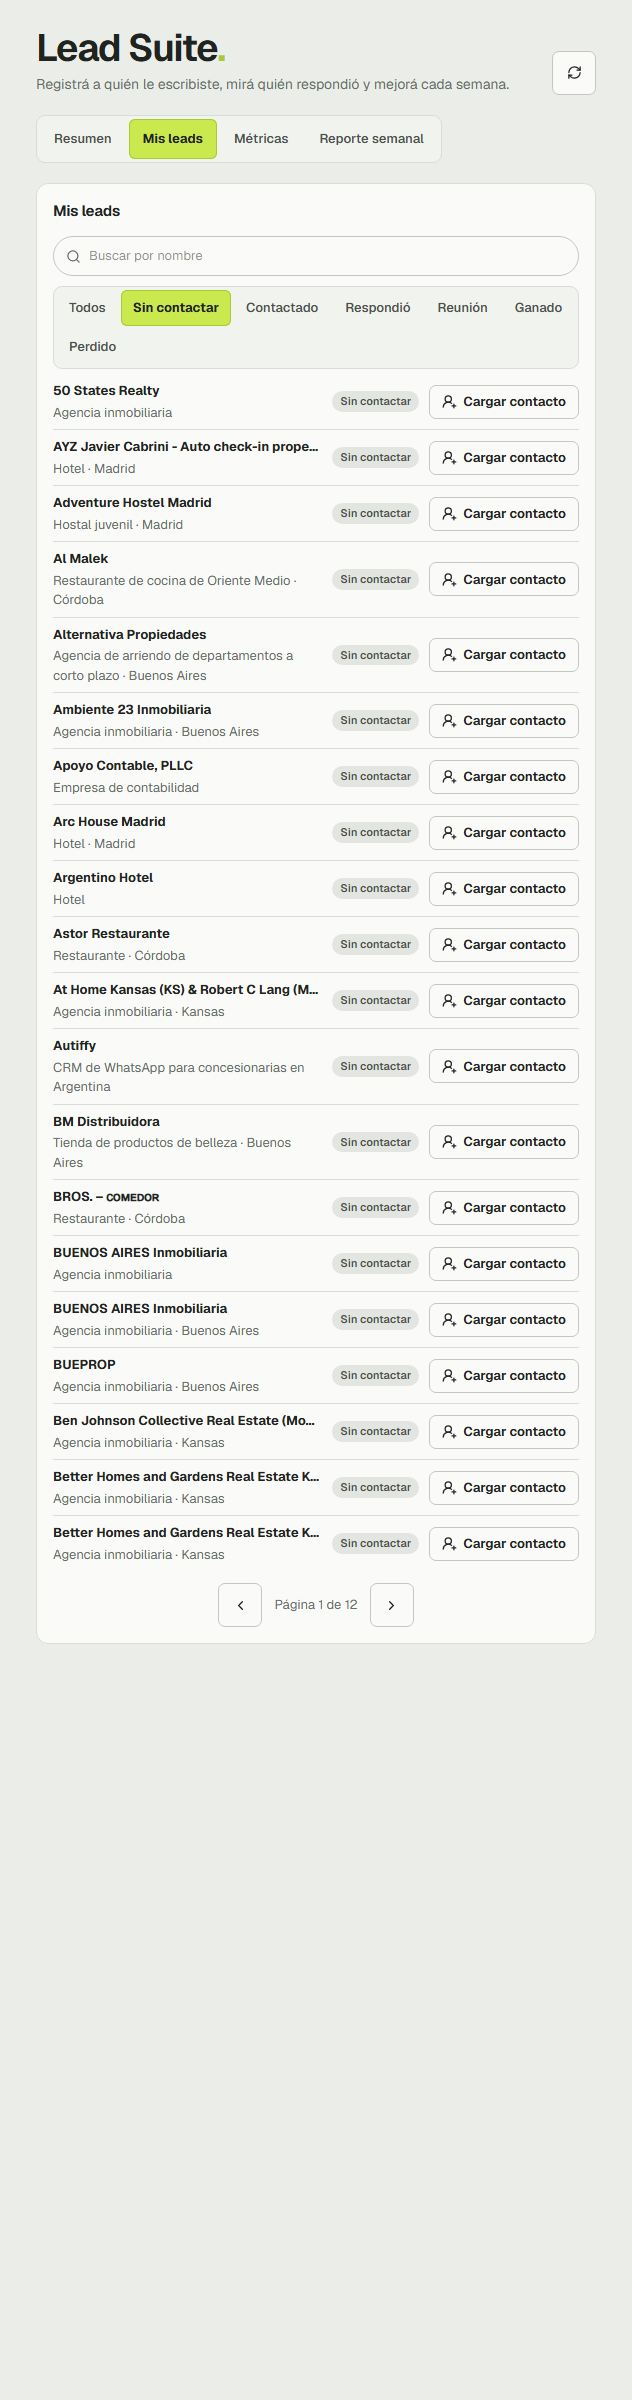 Lead Suite.
Registrá a quién le escribiste, mirá quién respondió y mejorá cada semana.
Resumen Mis leads Métricas Reporte semanal
Mis leads
Buscar por nombre
Todos Sin contactar Contactado Respondió Reunión Ganado
Perdido
50 States Realty
Agencia inmobiliaria
Sin contactar Cargar contacto
AYZ Javier Cabrini - Auto check-in prope...
Hotel · Madrid
Sin contactar Cargar contacto
Adventure Hostel Madrid
Hostal juvenil · Madrid
Sin contactar Cargar contacto
Al Malek
Restaurante de cocina de Oriente Medio ·
Córdoba
Sin contactar Cargar contacto
Alternativa Propiedades
Agencia de arriendo de departamentos a
corto plazo · Buenos Aires
Sin contactar Cargar contacto
Ambiente 23 Inmobiliaria
Agencia inmobiliaria · Buenos Aires
Sin contactar Cargar contacto
Apoyo Contable, PLLC
Empresa de contabilidad
Sin contactar Cargar contacto
Arc House Madrid
Hotel · Madrid
Sin contactar Cargar contacto
Argentino Hotel
Hotel
Sin contactar Cargar contacto
Astor Restaurante
Restaurante · Córdoba
Sin contactar Cargar contacto
At Home Kansas (KS) & Robert C Lang (M...
Agencia inmobiliaria · Kansas
Sin contactar Cargar contacto
Autiffy
CRM de WhatsApp para concesionarias en
Argentina
Sin contactar Cargar contacto
BM Distribuidora
Tienda de productos de belleza · Buenos
Aires
Sin contactar Cargar contacto
BROS. – ᴄᴏᴍᴇᴅᴏʀ
Restaurante · Córdoba
Sin contactar Cargar contacto
BUENOS AIRES Inmobiliaria
Agencia inmobiliaria
Sin contactar Cargar contacto
BUENOS AIRES Inmobiliaria
Agencia inmobiliaria · Buenos Aires
Sin contactar Cargar contacto
BUEPROP
Agencia inmobiliaria · Buenos Aires
Sin contactar Cargar contacto
Ben Johnson Collective Real Estate (Mo...
Agencia inmobiliaria · Kansas
Sin contactar Cargar contacto
Better Homes and Gardens Real Estate K...
Agencia inmobiliaria · Kansas
Sin contactar Cargar contacto
Better Homes and Gardens Real Estate K...
Agencia inmobiliaria · Kansas
Sin contactar Cargar contacto
Página 1 de 12